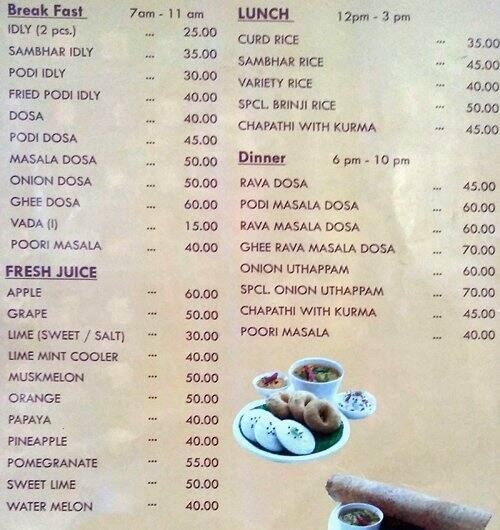 Break Fast 7am - 11 am
IDLY (2 pcs.) ... 25.00
SAMBHAR IDLY ... 35.00
PODI IDLY ... 30.00
FRIED PODI IDLY ... 40.00
DOSA ... 40.00
PODI DOSA ... 45.00
MASALA DOSA ... 50.00
ONION DOSA ... 50.00
GHEE DOSA ... 60.00
VADA (I) ... 15.00
POORI MASALA ... 40.00
FRESH JUICE
APPLE ... 60.00
GRAPE ... 50.00
LIME (SWEET / SALT) ... 30.00
LIME MINT COOLER ... 40.00
MUSKMELON ... 50.00
ORANGE ... 50.00
PAPAYA ... 40.00
PINEAPPLE ... 40.00
POMEGRANATE ... 55.00
SWEET LIME ... 50.00
WATER MELON ... 40.00
LUNCH 12pm - 3 pm
CURD RICE ... 35.00
SAMBAR RICE ... 45.00
VARIETY RICE ... 40.00
SPCL. BRINJI RICE ... 50.00
CHAPATHI WITH KURMA ... 45.00
Dinner 6 pm - 10 pm
RAVA DOSA ... 45.00
PODI MASALA DOSA ... 60.00
RAVA MASALA DOSA ... 60.00
GHEE RAVA MASALA DOSA ... 70.00
ONION UTHAPPAM ... 60.00
SPCL. ONION UTHAPPAM ... 70.00
CHAPATHI WITH KURMA ... 45.00
POORI MASALA ... 40.00